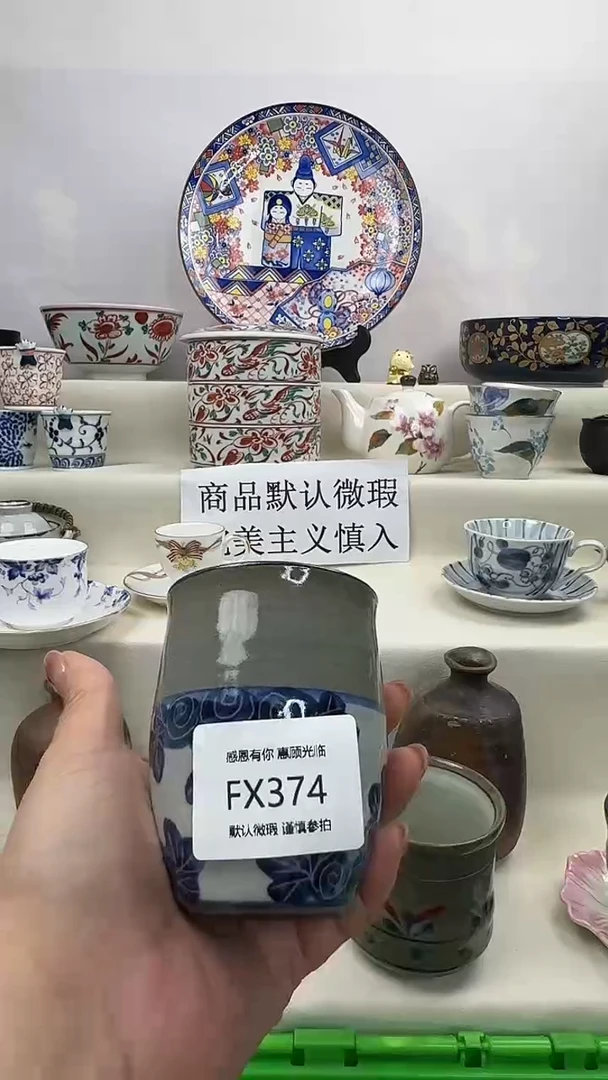 商品默认微瑕
美主义慎入
感恩有你 惠顾光临
FX374
默认微瑕 谨慎参拍